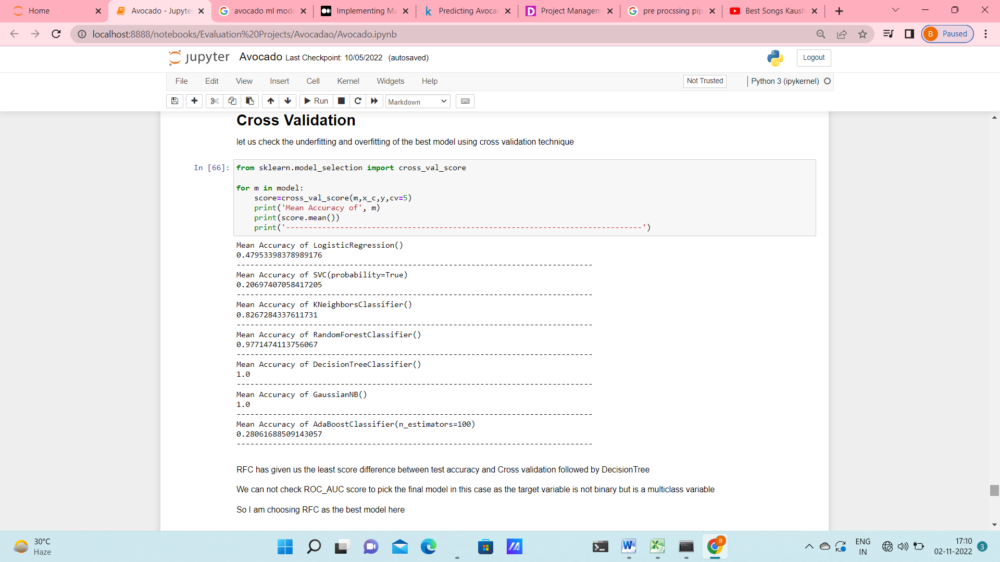 Home
Avocado - Jupyte
avocado ml mode
Implementing Ma
Predicting Avocad
Project Managem
pre procssing pip
Best Songs Kaush
localhost:8888/notebooks/Evaluation%20Projects/Avocadao/Avocado.ipynb
B Paused
jupyter Avocado Last Checkpoint: 10/05/2022 (autosaved)
Logout
File Edit View Insert Cell Kernel Widgets Help
Not Trusted
Python 3 (ipykernel)
Run
Markdown
Cross Validation
let us check the underfitting and overfitting of the best model using cross validation technique
In [66]: from sklearn.model_selection import cross_val_score
for m in model:
    score=cross_val_score(m,x_c,y,cv=5)
    print('Mean Accuracy of', m)
    print(score.mean())
    print('-------------------------------------------------------------------------------')
Mean Accuracy of LogisticRegression()
0.47953398378989176
-------------------------------------------------------------------------------
Mean Accuracy of SVC(probability=True)
0.20697407058417205
-------------------------------------------------------------------------------
Mean Accuracy of KNeighborsClassifier()
0.8267284337611731
-------------------------------------------------------------------------------
Mean Accuracy of RandomForestClassifier()
0.9771474113756067
-------------------------------------------------------------------------------
Mean Accuracy of DecisionTreeClassifier()
1.0
-------------------------------------------------------------------------------
Mean Accuracy of GaussianNB()
1.0
-------------------------------------------------------------------------------
Mean Accuracy of AdaBoostClassifier(n_estimators=100)
0.28061688509143057
-------------------------------------------------------------------------------
RFC has given us the least score difference between test accuracy and Cross validation followed by DecisionTree
We can not check ROC_AUC score to pick the final model in this case as the target variable is not binary but is a multiclass variable
So I am choosing RFC as the best model here
30°C
Haze
B
ENG
IN
17:10
02-11-2022
3